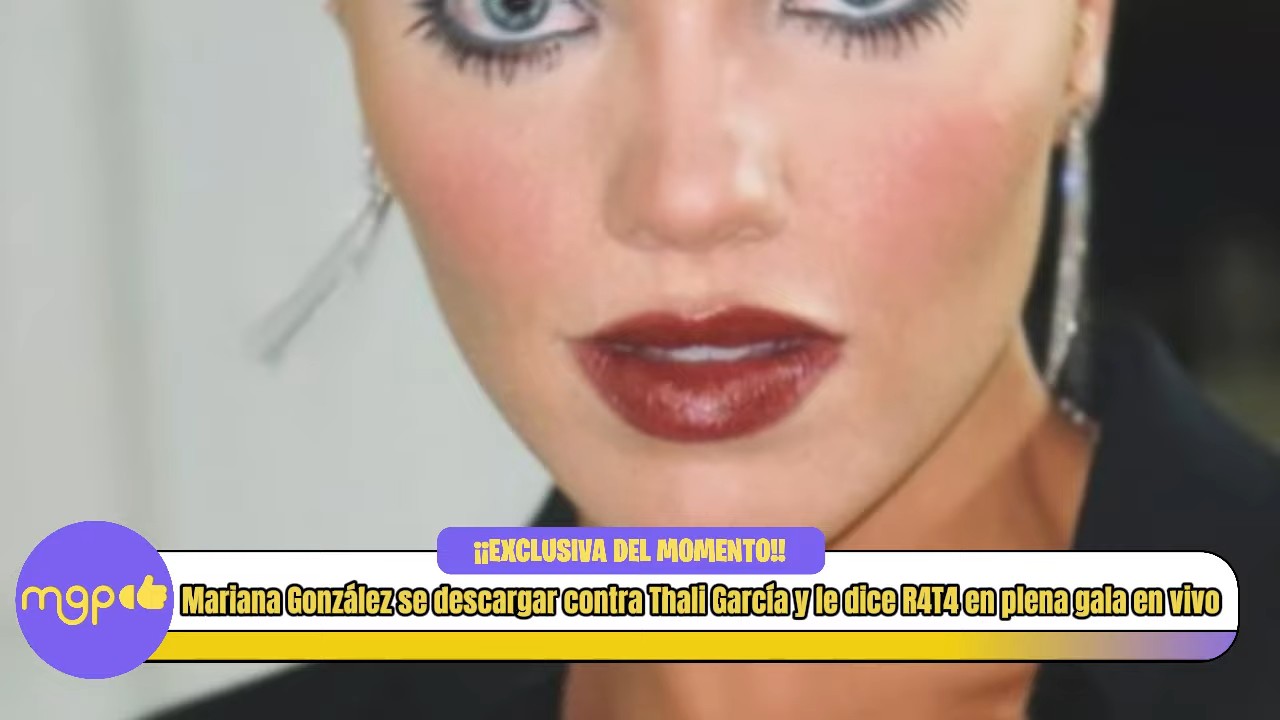 ¡¡EXCLUSIVA DEL MOMENTO!!
mgp
Mariana González se descargar contra Thali García y le dice R4T4 en plena gala en vivo